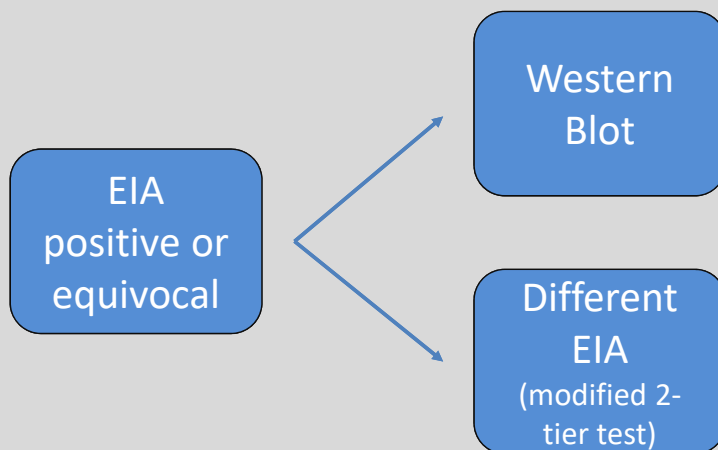 EIA
positive or
equivocal
Western
Blot
Different
EIA
(modified 2-
tier test)